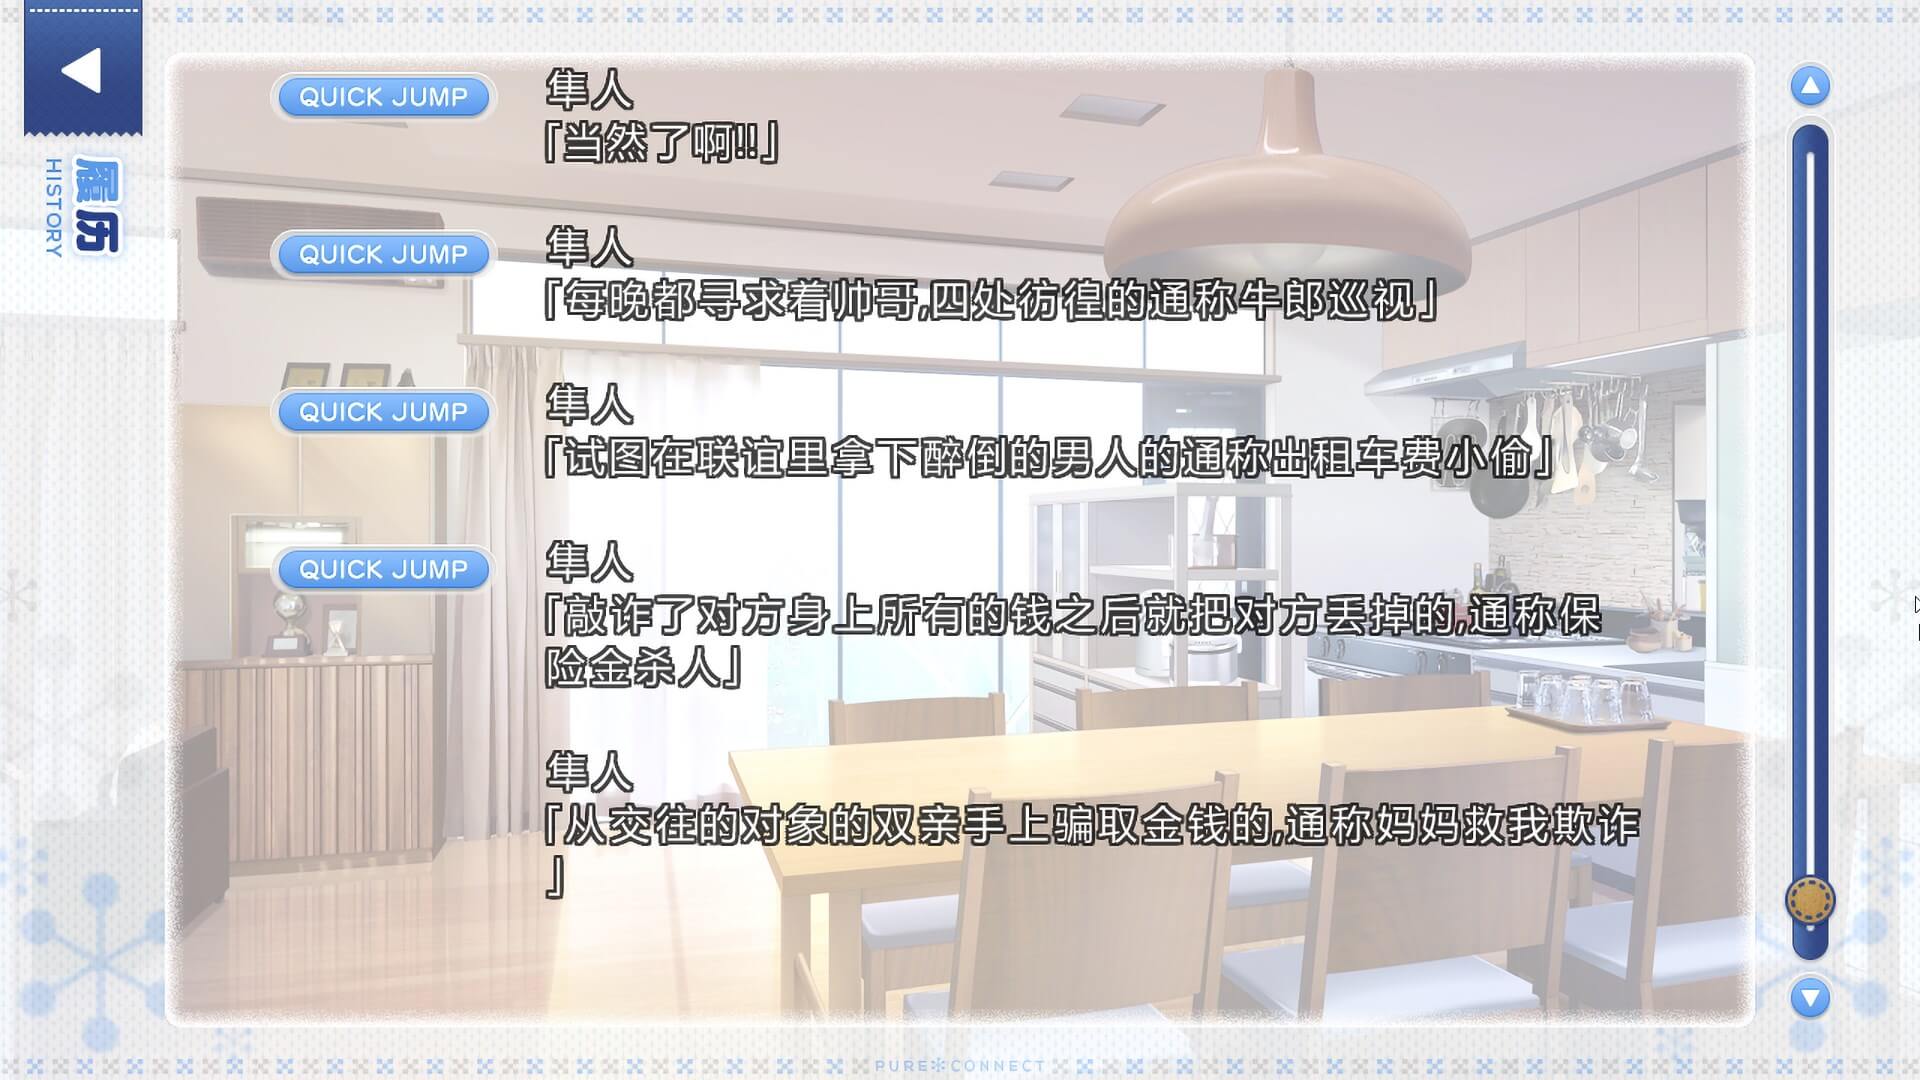 履历
HISTORY
QUICK JUMP
隼人
「当然了啊!!」
QUICK JUMP
隼人
「每晚都寻求着帅哥,四处彷徨的通称牛郎巡视」
QUICK JUMP
隼人
「试图在联谊里拿下醉倒的男人的通称出租车费小偷」
QUICK JUMP
隼人
「敲诈了对方身上所有的钱之后就把对方丢掉的,通称保
险金杀人」
隼人
「从交往的对象的双亲手上骗取金钱的,通称妈妈救我欺诈
」
PURE✻CONNECT